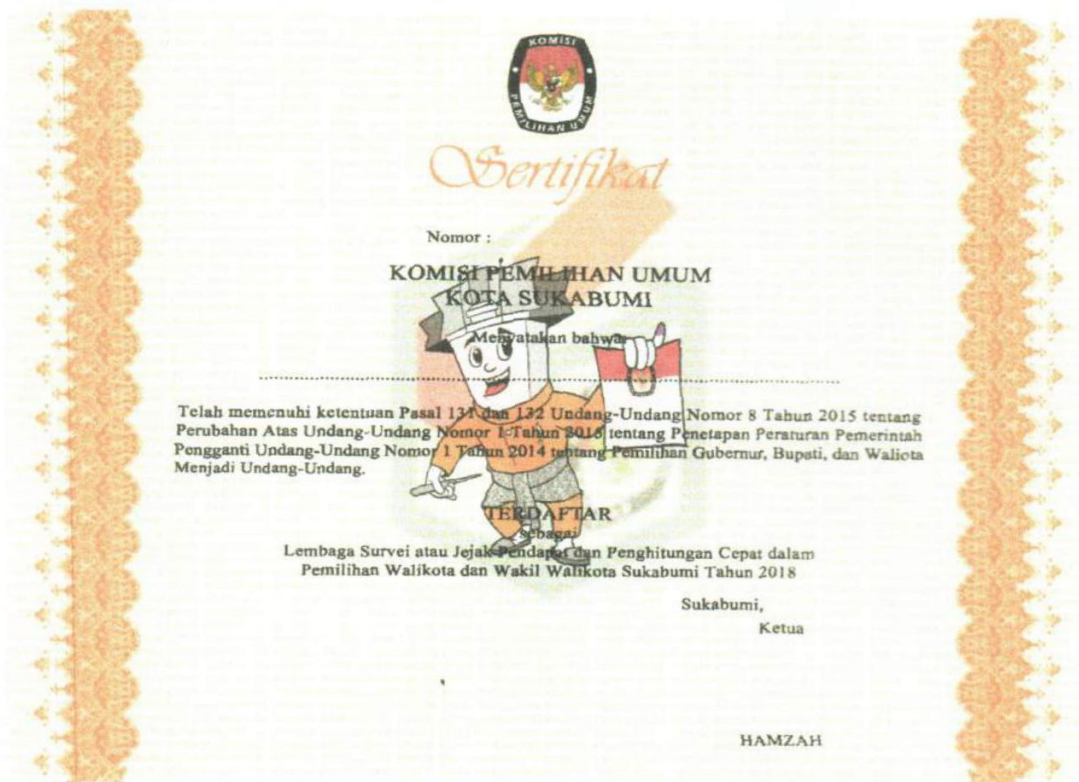 KOMISI
PEMILIHAN UMUM
Sertifikat
Nomor :
KOMISI PEMILIHAN UMUM
KOTA SUKABUMI
Menyatakan bahwa
Telah memenuhi ketentuan Pasal 131 dan 132 Undang-Undang Nomor 8 Tahun 2015 tentang
Perubahan Atas Undang-Undang Nomor 1 Tahun 2015 tentang Penetapan Peraturan Pemerintah
Pengganti Undang-Undang Nomor 1 Tahun 2014 tentang Pemilihan Gubernur, Bupati, dan Waliota
Menjadi Undang-Undang.
TERDAFTAR
sebagai
Lembaga Survei atau Jejak Pendapat dan Penghitungan Cepat dalam
Pemilihan Walikota dan Wakil Walikota Sukabumi Tahun 2018
Sukabumi,
Ketua
HAMZAH